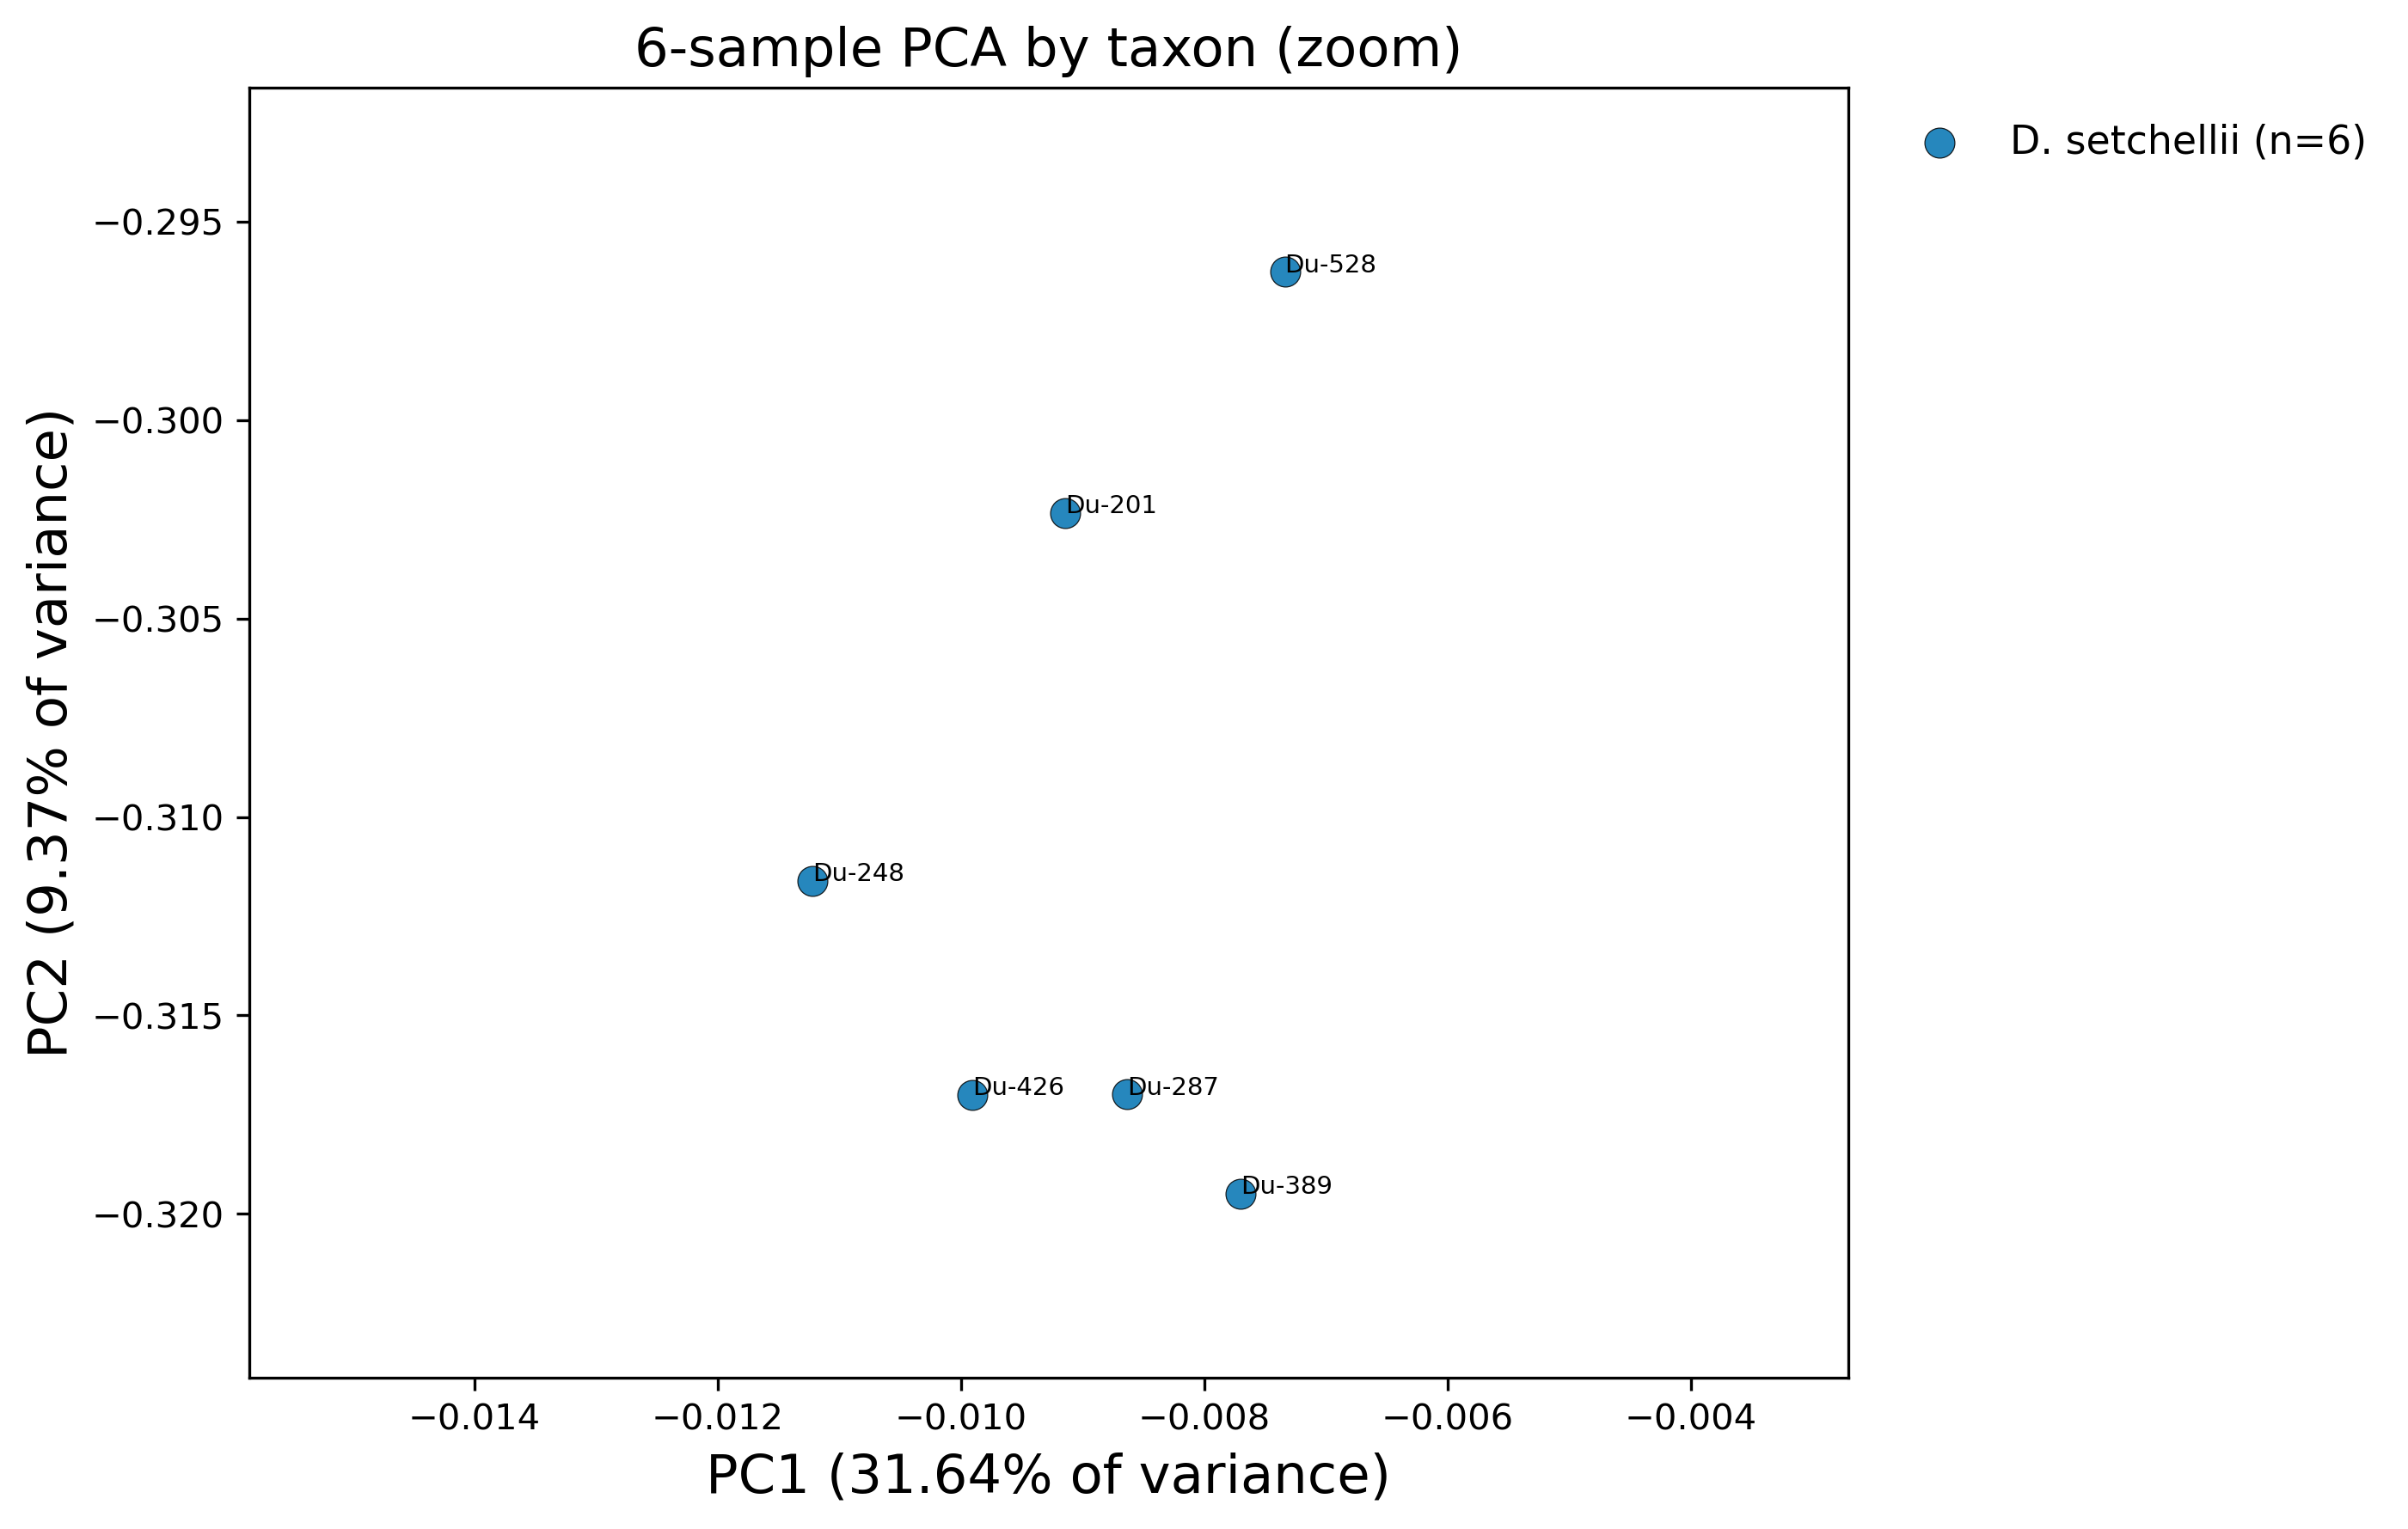 6-sample PCA by taxon (zoom)
D. setchellii (n=6)
PC2 (9.37% of variance)
−0.295
−0.300
−0.305
−0.310
−0.315
−0.320
Du-528
Du-201
Du-248
Du-426
Du-287
Du-389
−0.014
−0.012
−0.010
−0.008
−0.006
−0.004
PC1 (31.64% of variance)